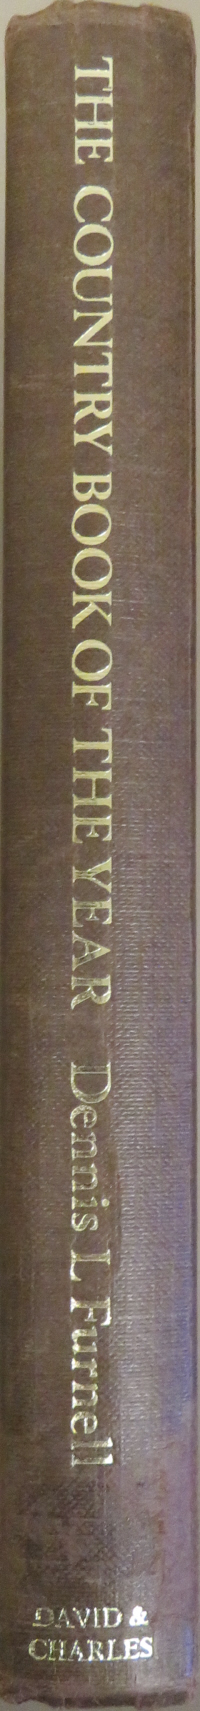 THE COUNTRY BOOK OF THE YEAR Dennis L Furnell
DAVID &
CHARLES